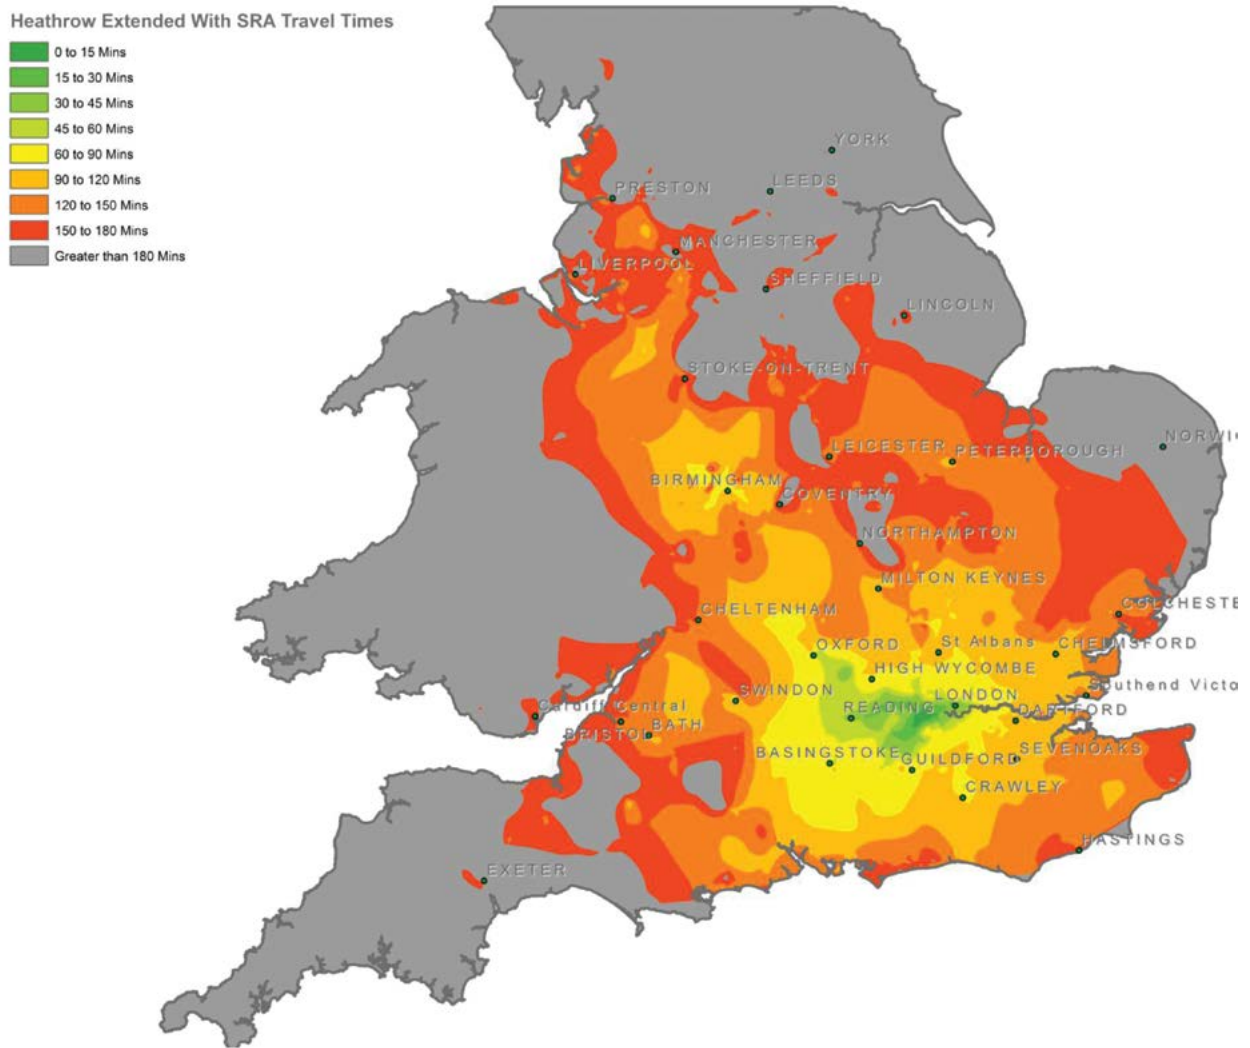 Heathrow Extended With SRA Travel Times
0 to 15 Mins
15 to 30 Mins
30 to 45 Mins
45 to 60 Mins
60 to 90 Mins
90 to 120 Mins
120 to 150 Mins
150 to 180 Mins
Greater than 180 Mins
YORK
LEEDS
PRESTON
MANCHESTER
LIVERPOOL
SHEFFIELD
LINCOLN
STOKE-ON-TRENT
NORWI
LEICESTER
PETERBOROUGH
BIRMINGHAM
COVENTRY
NORTHAMPTON
MILTON KEYNES
COLCHESTE
CHELTENHAM
OXFORD
St Albans
CHELMSFORD
HIGH WYCOMBE
Southend Victo
SWINDON
LONDON
Cardiff Central
READING
DARTFORD
BRISTOL
BATH
BASINGSTOKE
GUILDFORD
SEVENOAKS
CRAWLEY
HASTINGS
EXETER